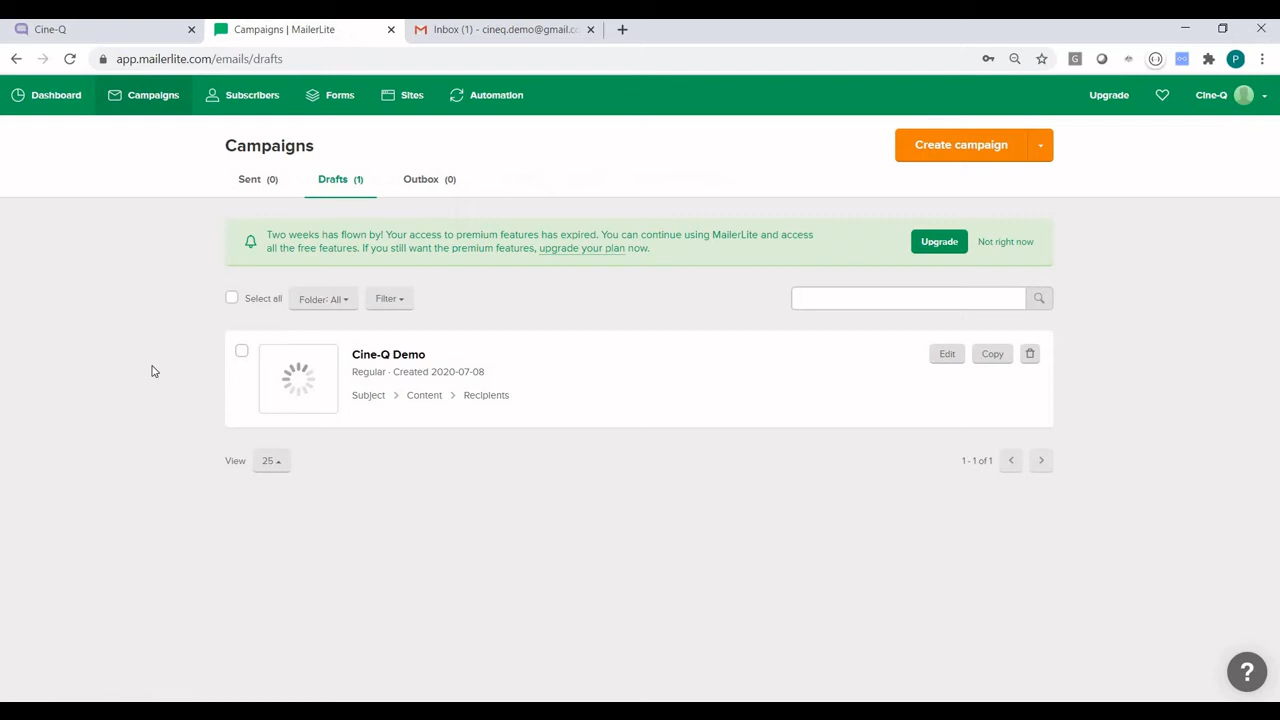 Cine-Q
Campaigns | MailerLite
Inbox (1) - cineq.demo@gmail.cc
app.mailerlite.com/emails/drafts
P
Dashboard
Campaigns
Subscribers
Forms
Sites
Automation
Upgrade
Cine-Q
Campaigns
Create campaign
Sent (0)
Drafts (1)
Outbox (0)
Two weeks has flown by! Your access to premium features has expired. You can continue using MailerLite and access
all the free features. If you still want the premium features, upgrade your plan now.
Upgrade
Not right now
Select all
Folder: All
Filter
Cine-Q Demo
Regular · Created 2020-07-08
Subject > Content > Recipients
Edit
Copy
View
25
1 - 1 of 1
?